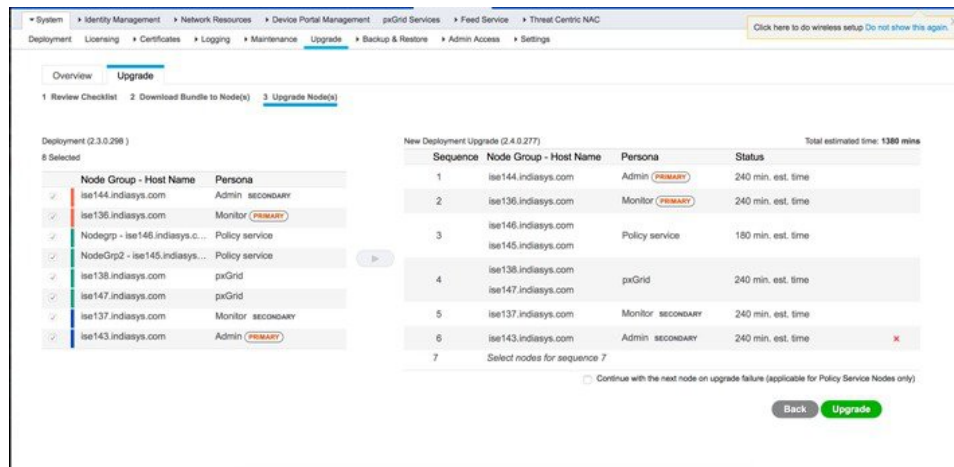 System Identity Management Network Resources Device Portal Management pxGrid Services Feed Service Threat Centric NAC
Click here to do wireless setup Do not show this again.
Deployment Licensing Certificates Logging Maintenance Upgrade Backup & Restore Admin Access Settings
Overview Upgrade
1 Review Checklist 2 Download Bundle to Node(s) 3 Upgrade Node(s)
Deployment (2.3.0.298 )
8 Selected
Node Group - Host Name Persona
ise144.indiasys.com Admin SECONDARY
ise136.indiasys.com Monitor PRIMARY
Nodegrp - ise146.indiasys.c... Policy service
NodeGrp2 - ise145.indiasys... Policy service
ise138.indiasys.com pxGrid
ise147.indiasys.com pxGrid
ise137.indiasys.com Monitor SECONDARY
ise143.indiasys.com Admin PRIMARY
New Deployment Upgrade (2.4.0.277) Total estimated time: 1380 mins
Sequence Node Group - Host Name Persona Status
1 ise144.indiasys.com Admin PRIMARY 240 min. est. time
2 ise136.indiasys.com Monitor PRIMARY 240 min. est. time
ise146.indiasys.com
3 Policy service 180 min. est. time
ise145.indiasys.com
ise138.indiasys.com
4 pxGrid 240 min. est. time
ise147.indiasys.com
5 ise137.indiasys.com Monitor SECONDARY 240 min. est. time
6 ise143.indiasys.com Admin SECONDARY 240 min. est. time
7 Select nodes for sequence 7
Continue with the next node on upgrade failure (applicable for Policy Service Nodes only)
Back Upgrade